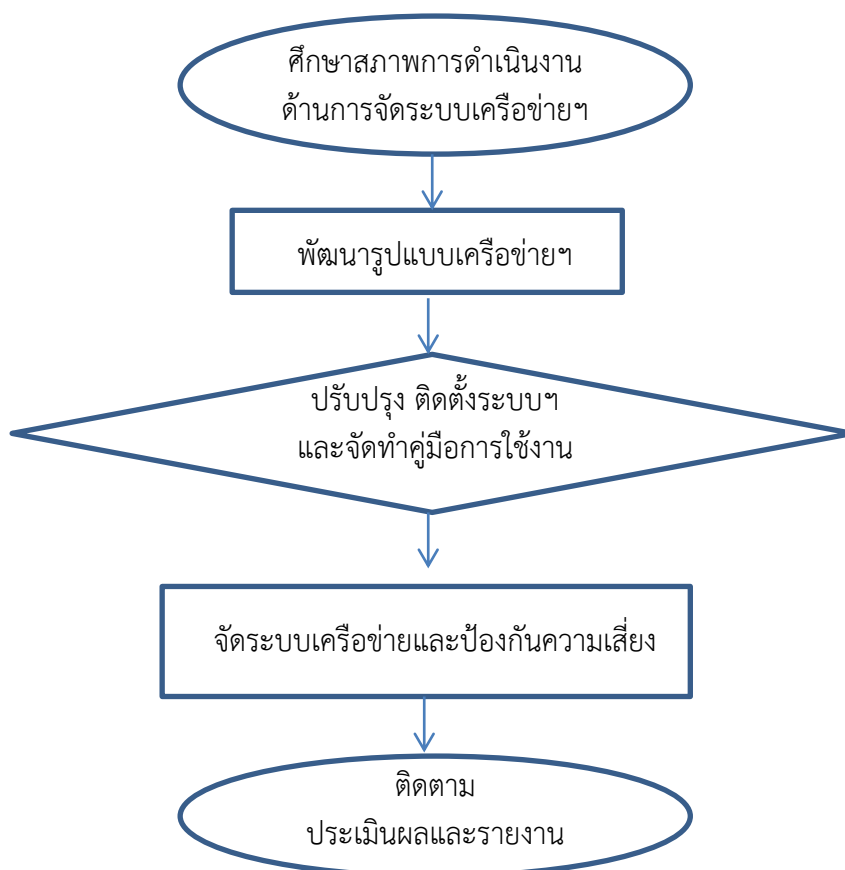 ศึกษาสภาพการดำเนินงาน
ด้านการจัดระบบเครือข่ายฯ
พัฒนารูปแบบเครือข่ายฯ
ปรับปรุง ติดตั้งระบบฯ
และจัดทำคู่มือการใช้งาน
จัดระบบเครือข่ายและป้องกันความเสี่ยง
ติดตาม
ประเมินผลและรายงาน